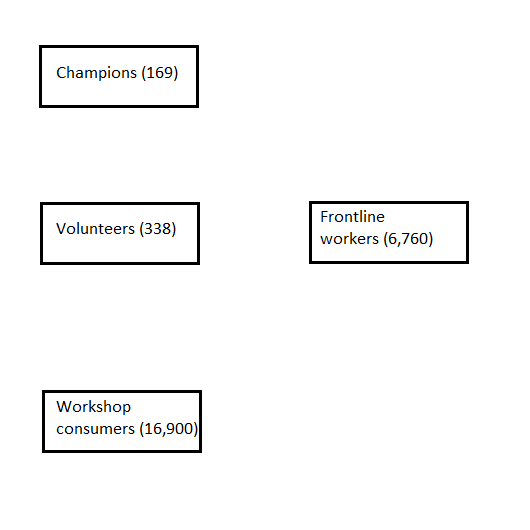 Champions (169)
Volunteers (338)
Frontline
workers (6,760)
Workshop
consumers (16,900)